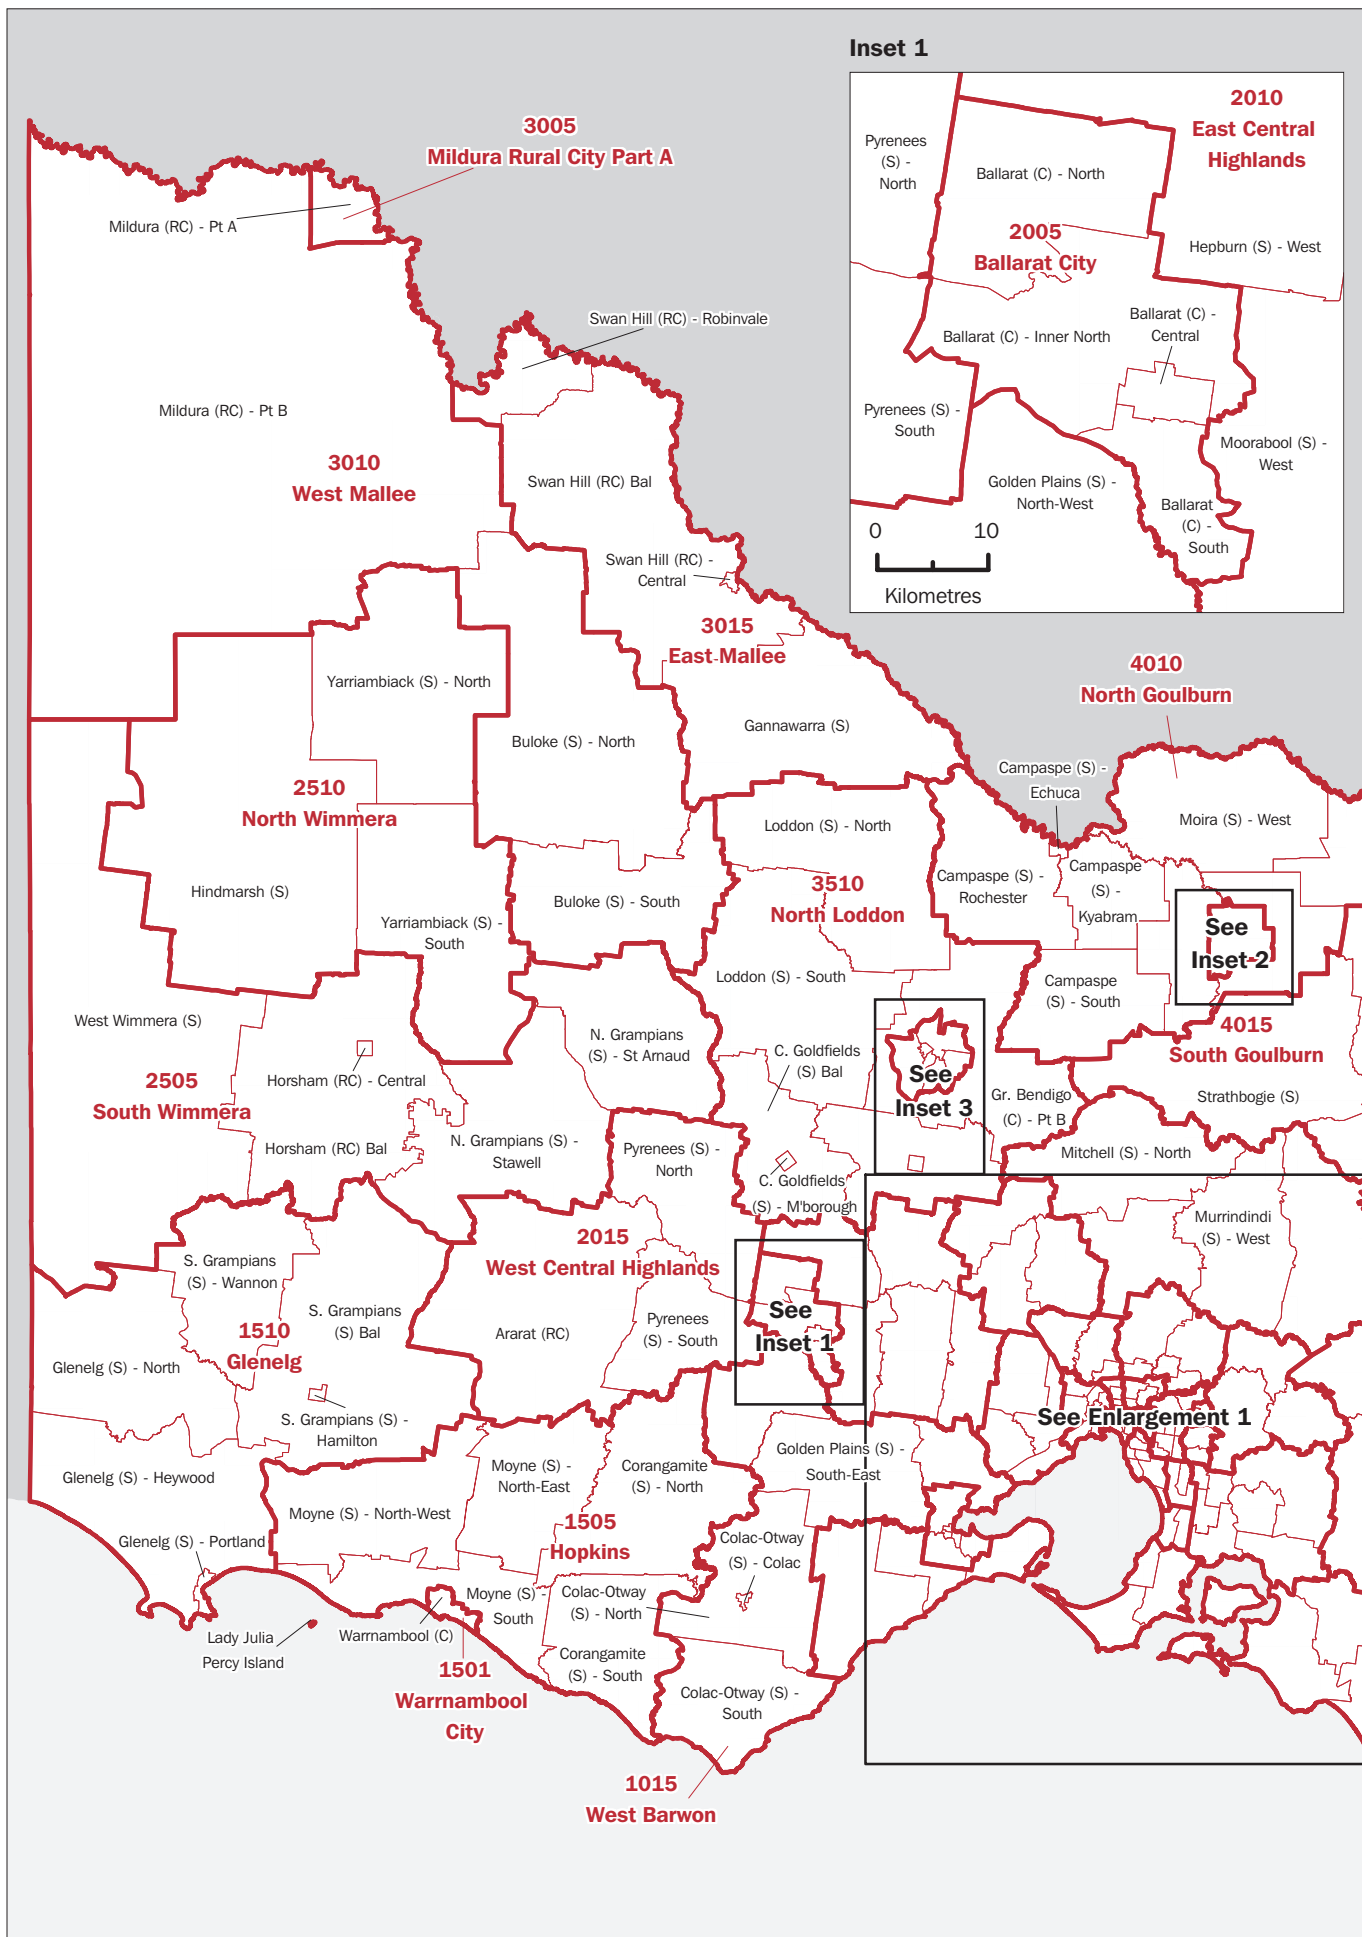 Inset 1
2010
East Central
Highlands
Pyrenees
(S) -
North
Ballarat (C) - North
2005
Ballarat City
Hepburn (S) - West
Ballarat (C) -
Central
Ballarat (C) - Inner North
Pyrenees (S) -
South
Moorabool (S) -
West
Golden Plains (S) -
North-West
Ballarat
(C) -
South
0 10
Kilometres
3005
Mildura Rural City Part A
Mildura (RC) - Pt A
Swan Hill (RC) - Robinvale
Mildura (RC) - Pt B
3010
West Mallee
Swan Hill (RC) Bal
Swan Hill (RC) -
Central
3015
East Mallee
4010
North Goulburn
Yarriambiack (S) - North
Gannawarra (S)
Buloke (S) - North
Campaspe (S) -
Echuca
2510
North Wimmera
Loddon (S) - North
Moira (S) - West
Hindmarsh (S)
Campaspe (S) -
Rochester
Campaspe
(S) -
Kyabram
3510
North Loddon
Buloke (S) - South
Yarriambiack (S) -
South
See
Inset 2
Loddon (S) - South
Campaspe
(S) - South
West Wimmera (S)
N. Grampians
(S) - St Arnaud
C. Goldfields
(S) Bal
4015
South Goulburn
Horsham (RC) - Central
2505
South Wimmera
See
Inset 3
Gr. Bendigo
(C) - Pt B
Strathbogie (S)
Horsham (RC) Bal
N. Grampians (S) -
Stawell
Pyrenees (S) -
North
Mitchell (S) - North
C. Goldfields
(S) - M'borough
Murrindindi
(S) - West
2015
West Central Highlands
S. Grampians
(S) - Wannon
S. Grampians
(S) Bal
See
Inset 1
1510
Glenelg
Ararat (RC)
Pyrenees
(S) - South
Glenelg (S) - North
S. Grampians (S) -
Hamilton
See Enlargement 1
Golden Plains (S) -
South-East
Glenelg (S) - Heywood
Moyne (S) -
North-East
Corangamite
(S) - North
Moyne (S) - North-West
1505
Hopkins
Glenelg (S) - Portland
Colac-Otway
(S) - Colac
Moyne (S) -
South
Colac-Otway
(S) - North
Lady Julia
Percy Island
Warrnambool (C)
Corangamite
(S) - South
1501
Warrnambool
City
Colac-Otway (S) -
South
1015
West Barwon